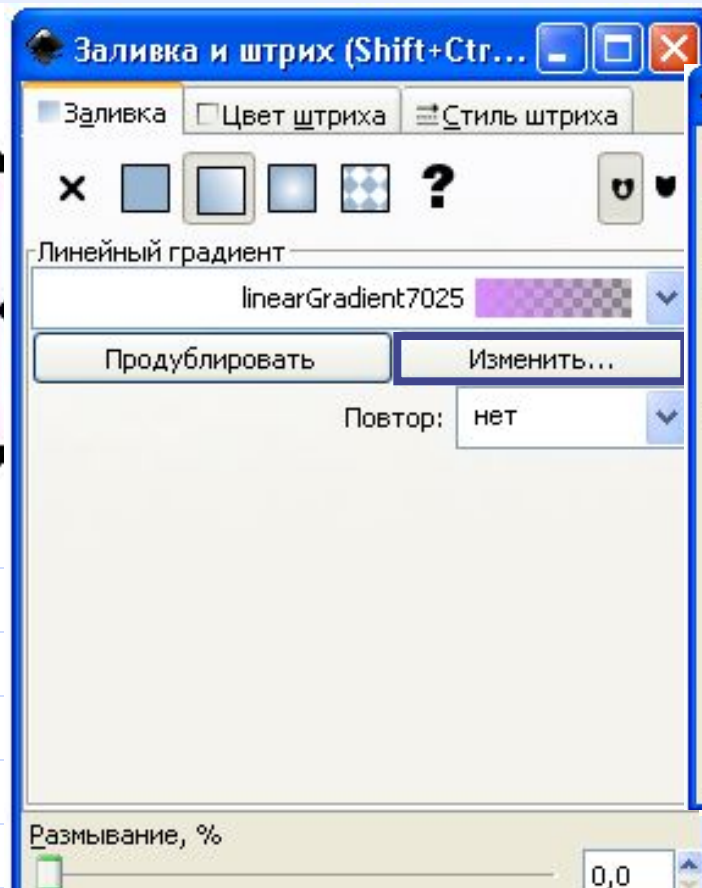 Заливка и штрих (Shift+Ctr...
Заливка Цвет штриха Стиль штриха
?
Линейный градиент
linearGradient7025
Продублировать Изменить...
Повтор: нет
Размывание, %
0,0